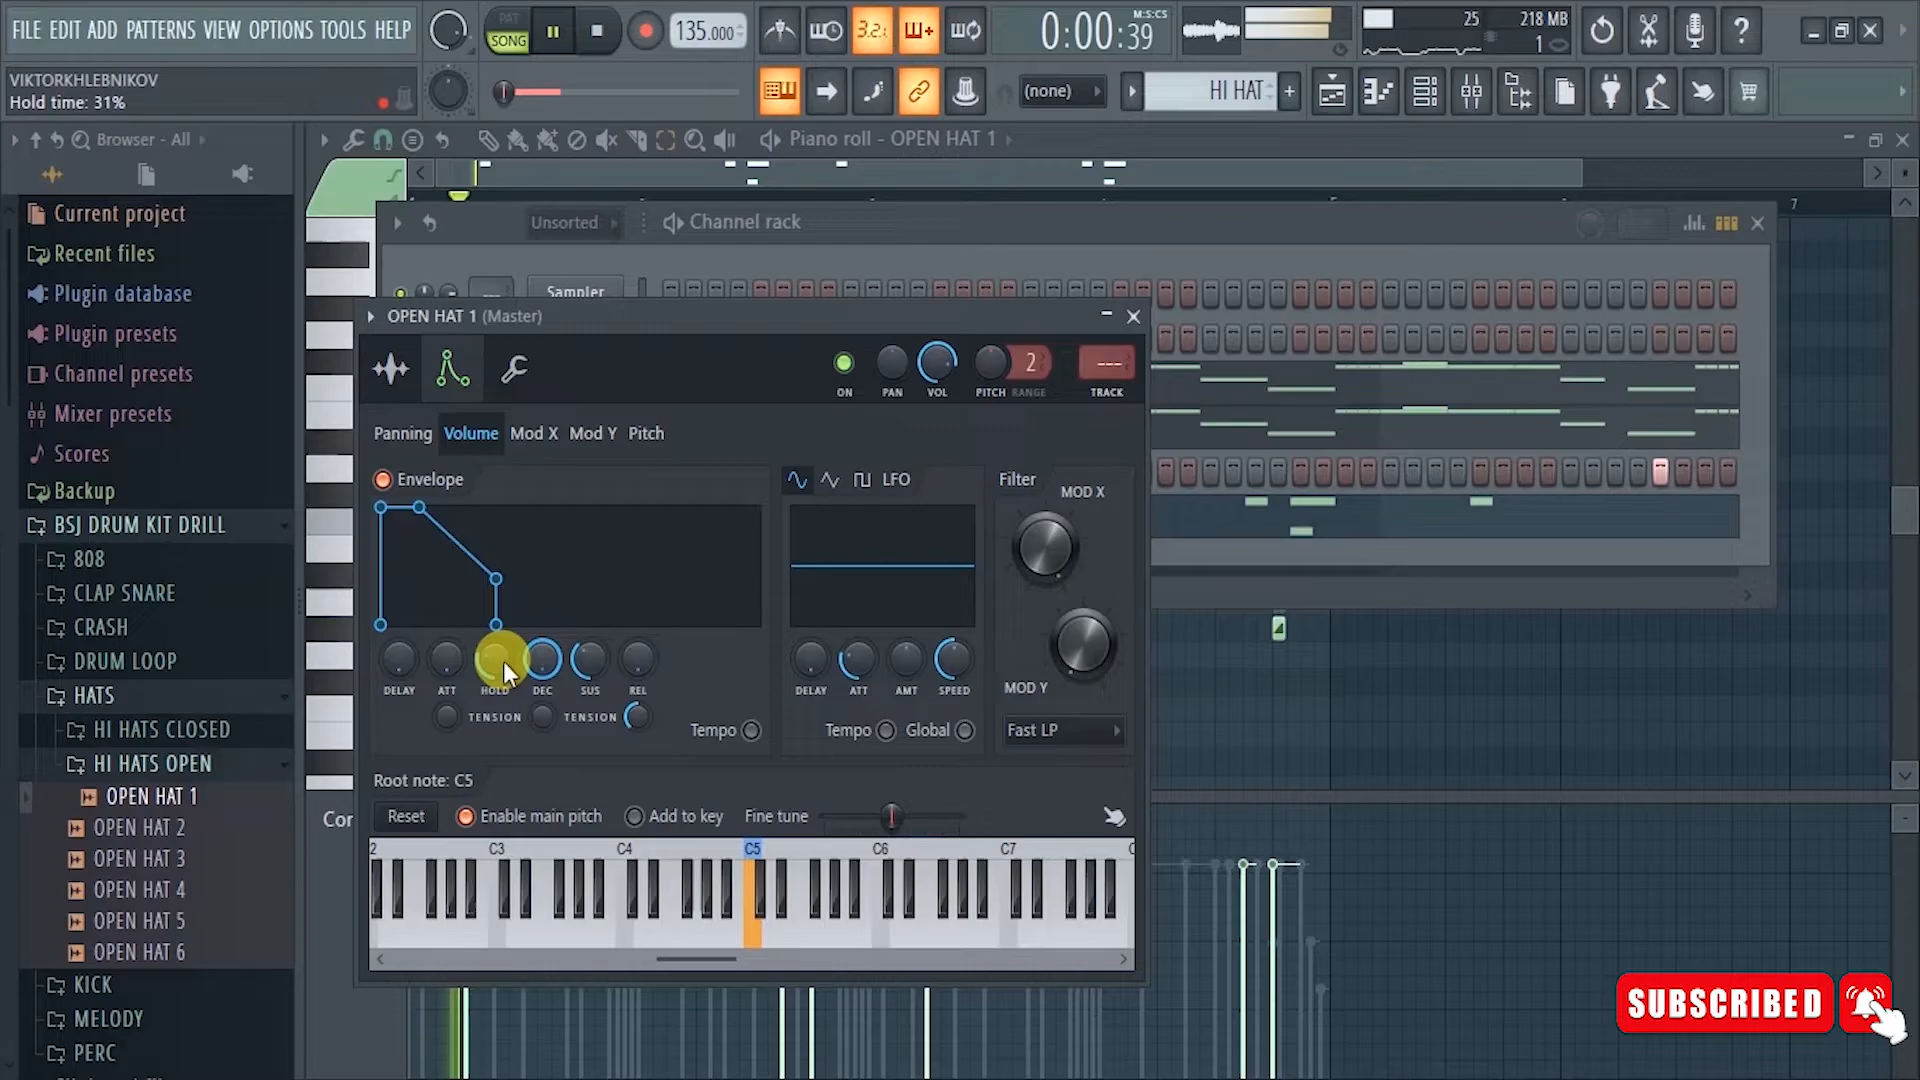 FILE EDIT ADD PATTERNS VIEW OPTIONS TOOLS HELP
PAT
SONG
135.000
3.2.
0:00:39
M:S:CS
25
218 MB
1
VIKTORKHLEBNIKOV
Hold time: 31%
(none)
HI HAT
Browser - All
Piano roll - OPEN HAT 1
7
Current project
Recent files
Plugin database
Plugin presets
Channel presets
Mixer presets
Scores
Backup
BSJ DRUM KIT DRILL
808
CLAP SNARE
CRASH
DRUM LOOP
HATS
HI HATS CLOSED
HI HATS OPEN
OPEN HAT 1
OPEN HAT 2
OPEN HAT 3
OPEN HAT 4
OPEN HAT 5
OPEN HAT 6
KICK
MELODY
PERC
Unsorted
Channel rack
Sampler
OPEN HAT 1 (Master)
2
ON
PAN
VOL
PITCH
RANGE
TRACK
Panning
Volume
Mod X
Mod Y
Pitch
Envelope
LFO
Filter
MOD X
DELAY
ATT
HOLD
DEC
SUS
REL
DELAY
ATT
AMT
SPEED
MOD Y
TENSION
TENSION
Tempo
Tempo
Global
Fast LP
Root note: C5
Reset
Enable main pitch
Add to key
Fine tune
2
C3
C4
C5
C6
C7
Cor
SUBSCRIBED